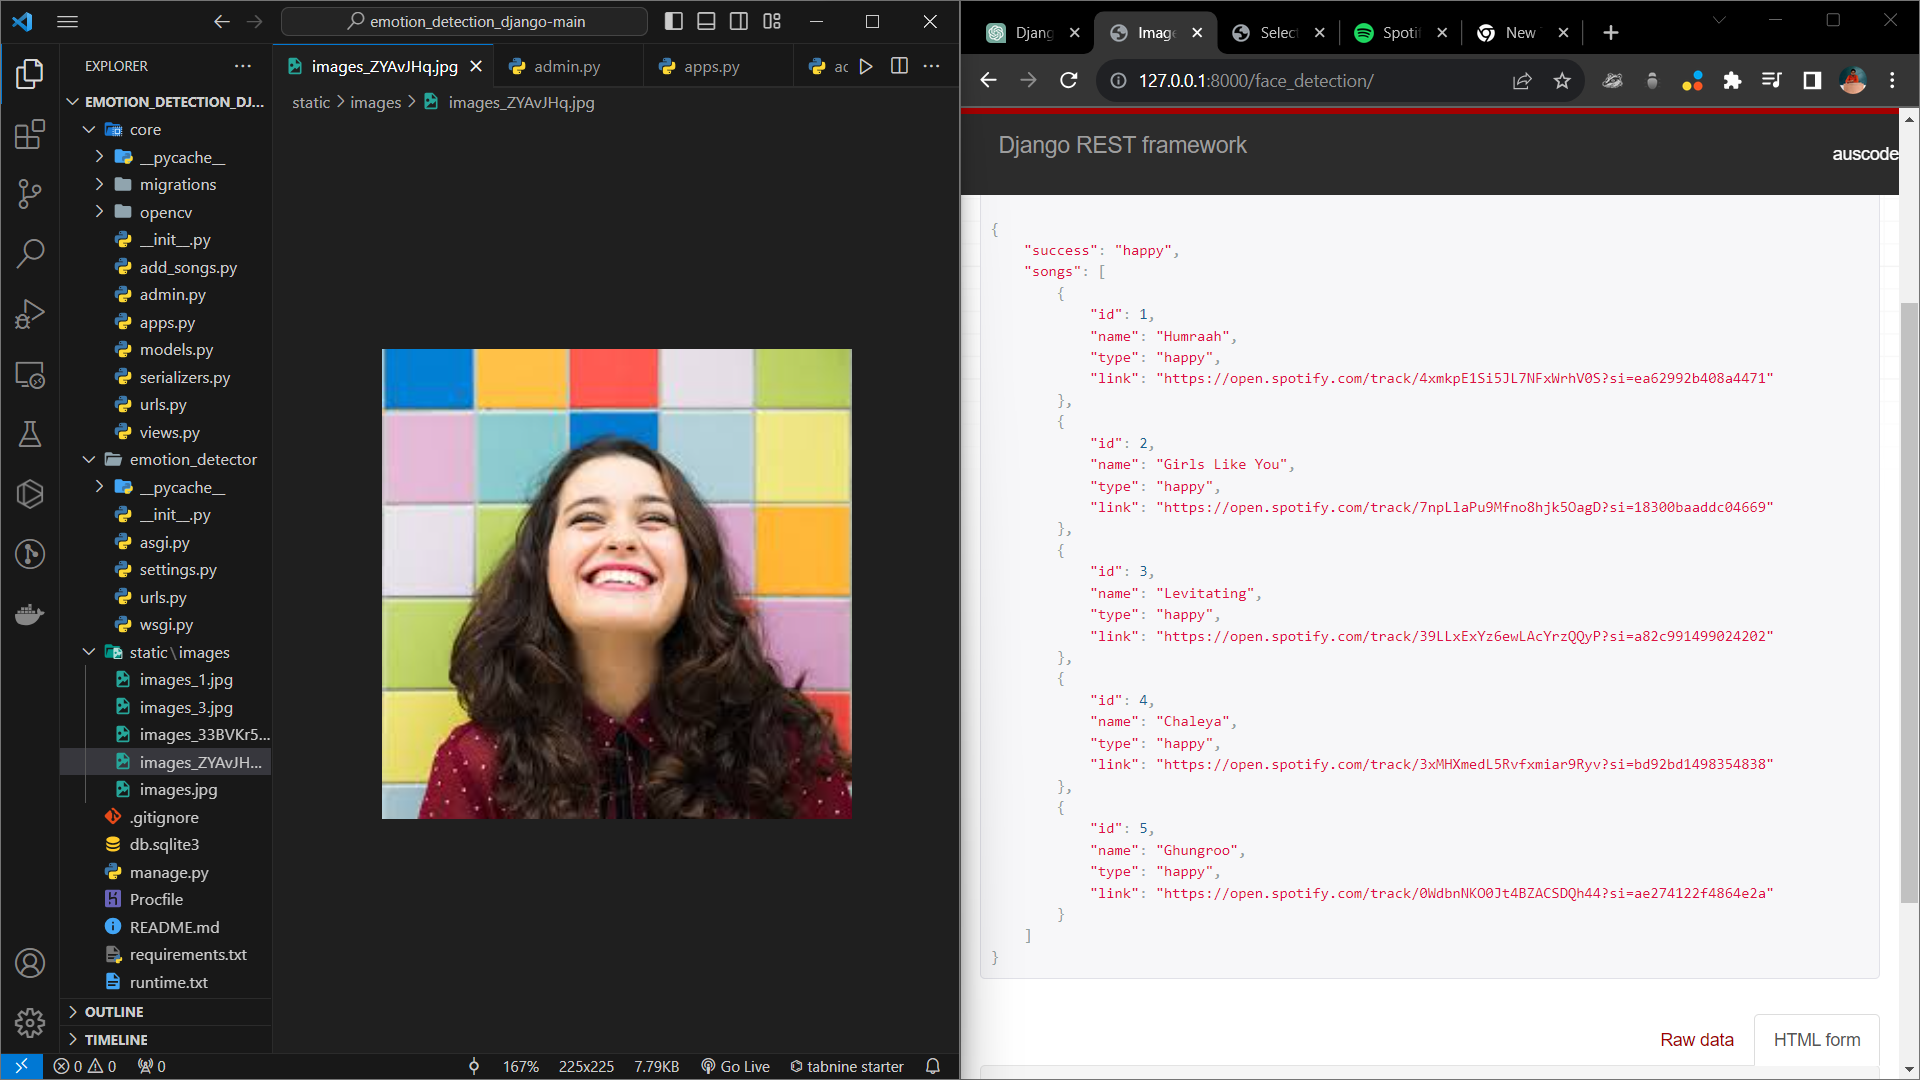 emotion_detection_django-main
EXPLORER
EMOTION_DETECTION_DJ...
core
__pycache__
migrations
opencv
__init__.py
add_songs.py
admin.py
apps.py
models.py
serializers.py
urls.py
views.py
emotion_detector
__pycache__
__init__.py
asgi.py
settings.py
urls.py
wsgi.py
static\images
images_1.jpg
images_3.jpg
images_33BVKr5...
images_ZYAvJH...
images.jpg
.gitignore
db.sqlite3
manage.py
Procfile
README.md
requirements.txt
runtime.txt
OUTLINE
TIMELINE
images_ZYAvJHq.jpg
admin.py
apps.py
ac
static > images > images_ZYAvJHq.jpg
0 0 0
167% 225x225 7.79KB Go Live tabnine starter
Djang
Image
Select
Spotif
New
127.0.0.1:8000/face_detection/
Django REST framework
auscode
{
"success": "happy",
"songs": [
{
"id": 1,
"name": "Humraah",
"type": "happy",
"link": "https://open.spotify.com/track/4xmkpE1Si5JL7NFxWrhV0S?si=ea62992b408a4471"
},
{
"id": 2,
"name": "Girls Like You",
"type": "happy",
"link": "https://open.spotify.com/track/7npLlaPu9Mfno8hjk5OagD?si=18300baaddc04669"
},
{
"id": 3,
"name": "Levitating",
"type": "happy",
"link": "https://open.spotify.com/track/39LLxExYz6ewLAcYrzQQyP?si=a82c991499024202"
},
{
"id": 4,
"name": "Chaleya",
"type": "happy",
"link": "https://open.spotify.com/track/3xMHXmedL5Rvfxmiar9Ryv?si=bd92bd1498354838"
},
{
"id": 5,
"name": "Ghungroo",
"type": "happy",
"link": "https://open.spotify.com/track/0WdbnNKO0Jt4BZACSDQh44?si=ae274122f4864e2a"
}
]
}
Raw data
HTML form